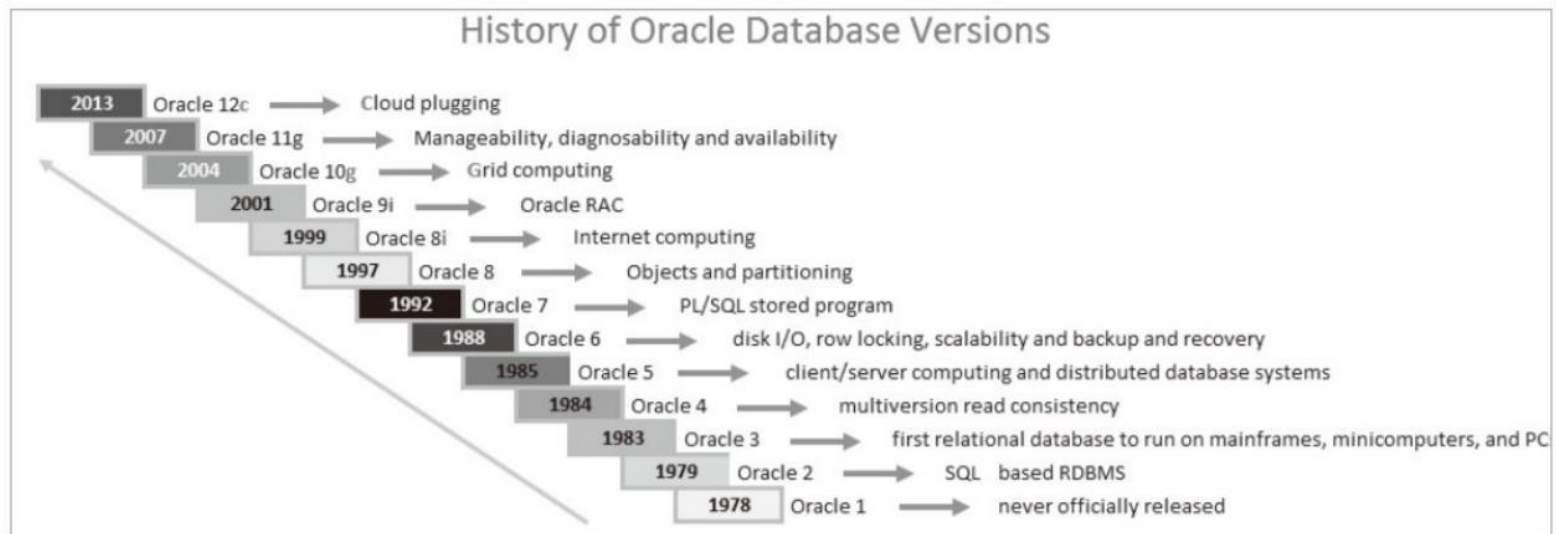 History of Oracle Database Versions
2013 Oracle 12c Cloud plugging
2007 Oracle 11g Manageability, diagnosability and availability
2004 Oracle 10g Grid computing
2001 Oracle 9i Oracle RAC
1999 Oracle 8i Internet computing
1997 Oracle 8 Objects and partitioning
1992 Oracle 7 PL/SQL stored program
1988 Oracle 6 disk I/O, row locking, scalability and backup and recovery
1985 Oracle 5 client/server computing and distributed database systems
1984 Oracle 4 multiversion read consistency
1983 Oracle 3 first relational database to run on mainframes, minicomputers, and PC
1979 Oracle 2 SQL based RDBMS
1978 Oracle 1 never officially released